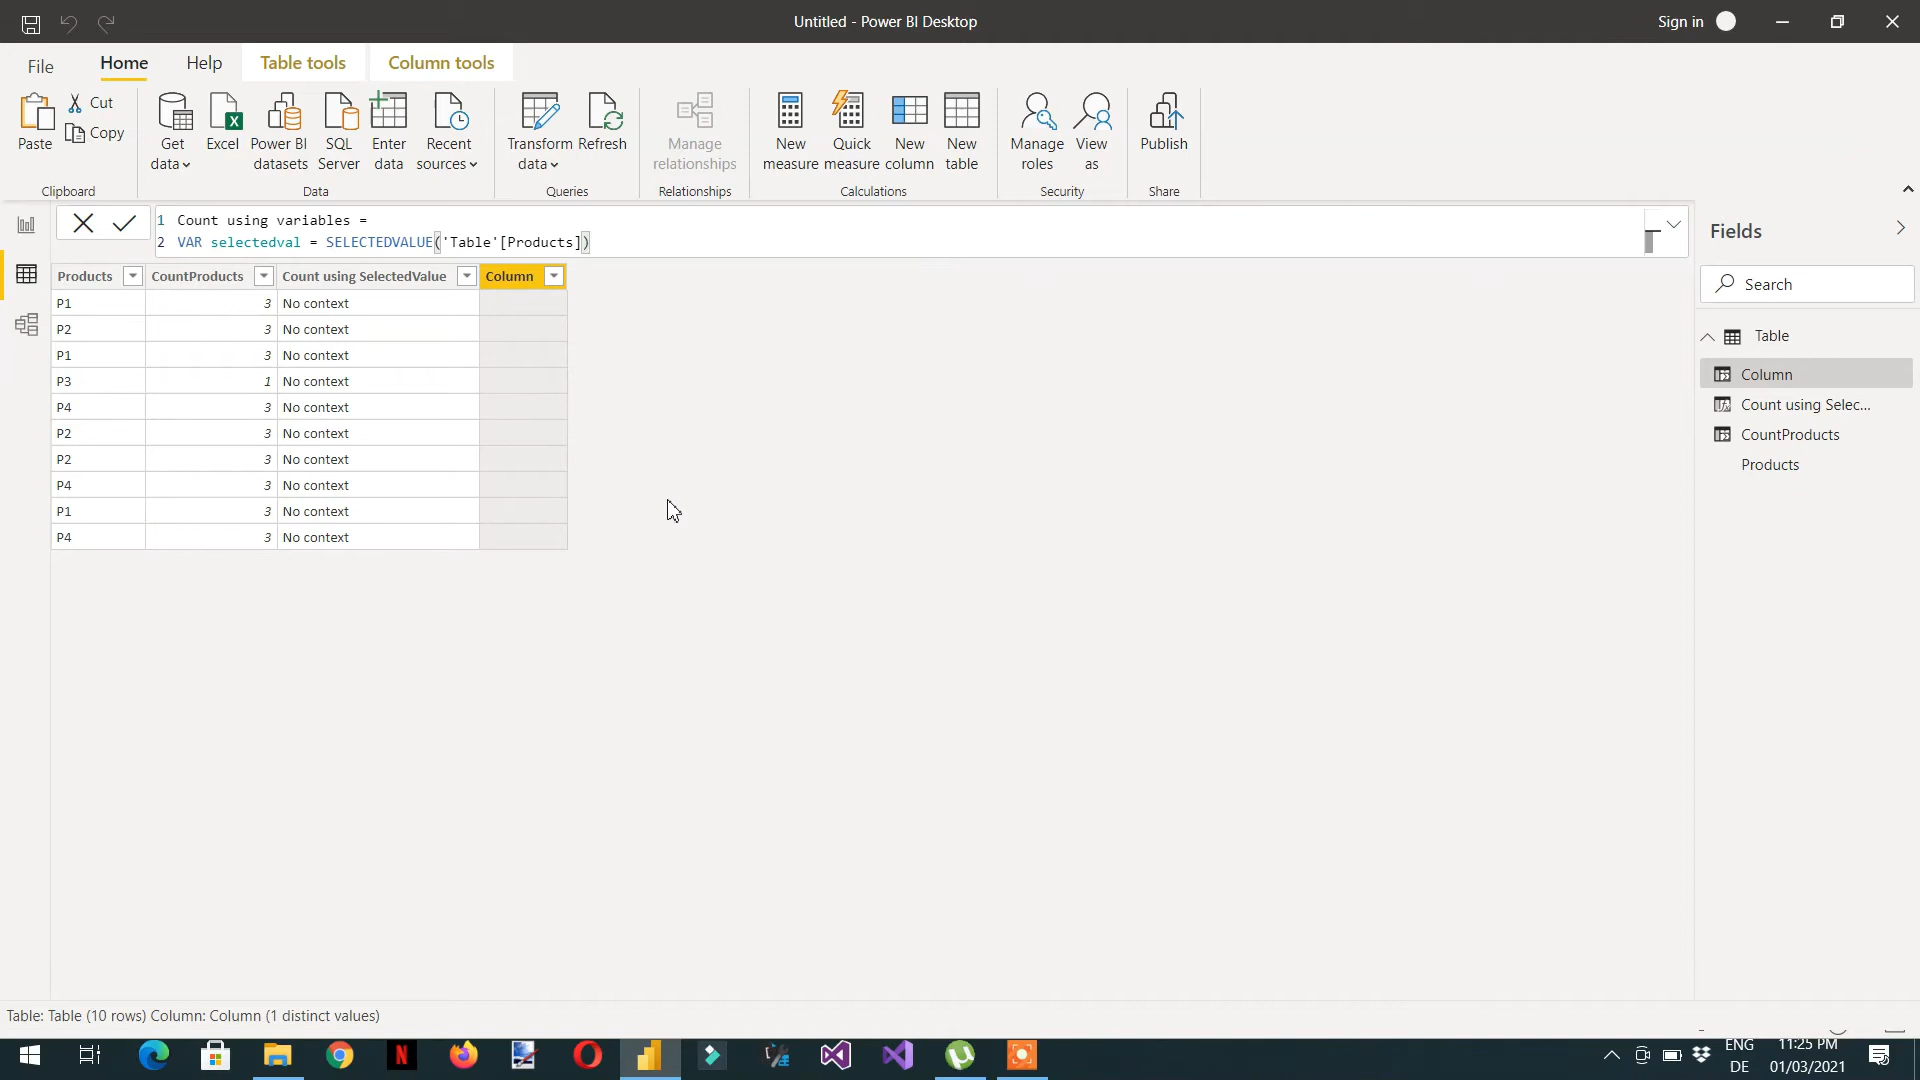 Untitled - Power BI Desktop
Sign in
File
Home
Help
Table tools
Column tools
Paste
Cut
Copy
Get data
Excel
Power BI datasets
SQL Server
Enter data
Recent sources
Transform data
Refresh
Manage relationships
New measure
Quick measure
New column
New table
Manage roles
View as
Publish
Clipboard
Data
Queries
Relationships
Calculations
Security
Share
1 Count using variables =
2 VAR selectedval = SELECTEDVALUE('Table'[Products])
Products CountProducts Count using SelectedValue Column
P1 3 No context
P2 3 No context
P1 3 No context
P3 1 No context
P4 3 No context
P2 3 No context
P2 3 No context
P4 3 No context
P1 3 No context
P4 3 No context
Fields
Search
Table
Column
Count using Selec...
CountProducts
Products
Table: Table (10 rows) Column: Column (1 distinct values)
ENG
DE
11:25 PM
01/03/2021